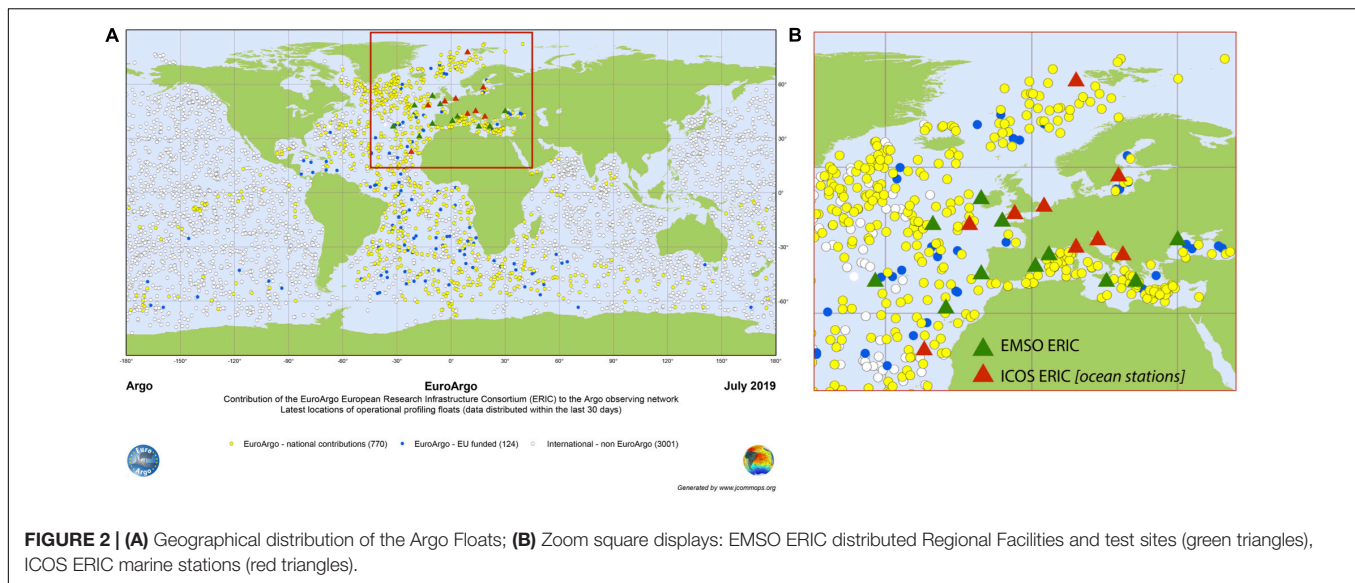 A
B
60°
30°
0°
-30°
-60°
-180° -150° -120° -90° -60° -30° 0° 30° 60° 90° 120° 150° 180°
EMSO ERIC
ICOS ERIC [ocean stations]
Argo EuroArgo July 2019
Contribution of the EuroArgo European Research Infrastructure Consortium (ERIC) to the Argo observing network
Latest locations of operational profiling floats (data distributed within the last 30 days)
EuroArgo - national contributions (770) EuroArgo - EU funded (124) International - non EuroArgo (3001)
Euro
Argo
Generated by www.jcommops.org
FIGURE 2 | (A) Geographical distribution of the Argo Floats; (B) Zoom square displays: EMSO ERIC distributed Regional Facilities and test sites (green triangles),
ICOS ERIC marine stations (red triangles).